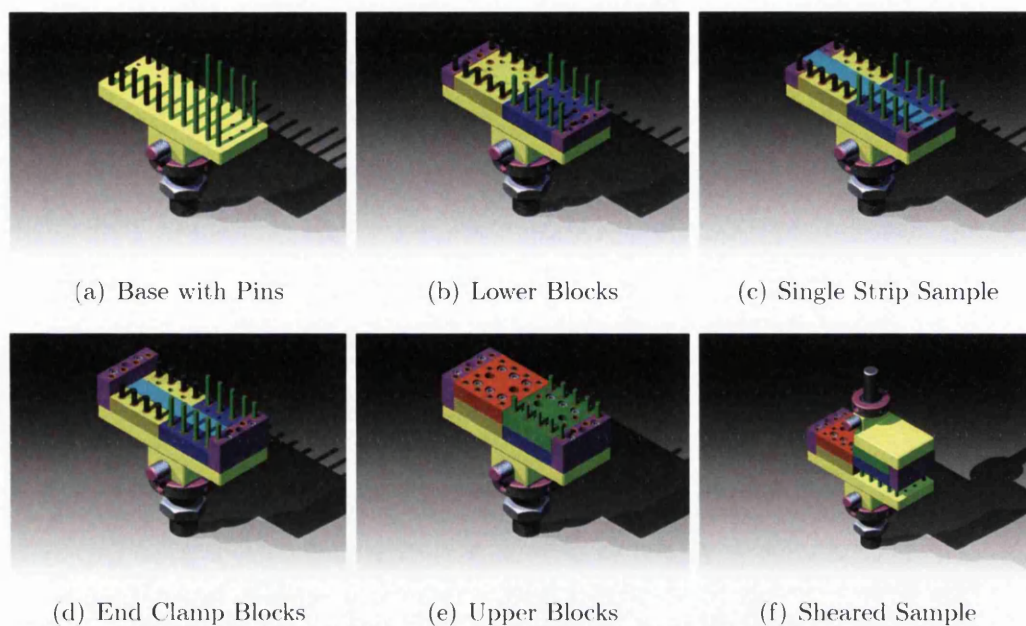 (a) Base with Pins
(b) Lower Blocks
(c) Single Strip Sample
(d) End Clamp Blocks
(e) Upper Blocks
(f) Sheared Sample